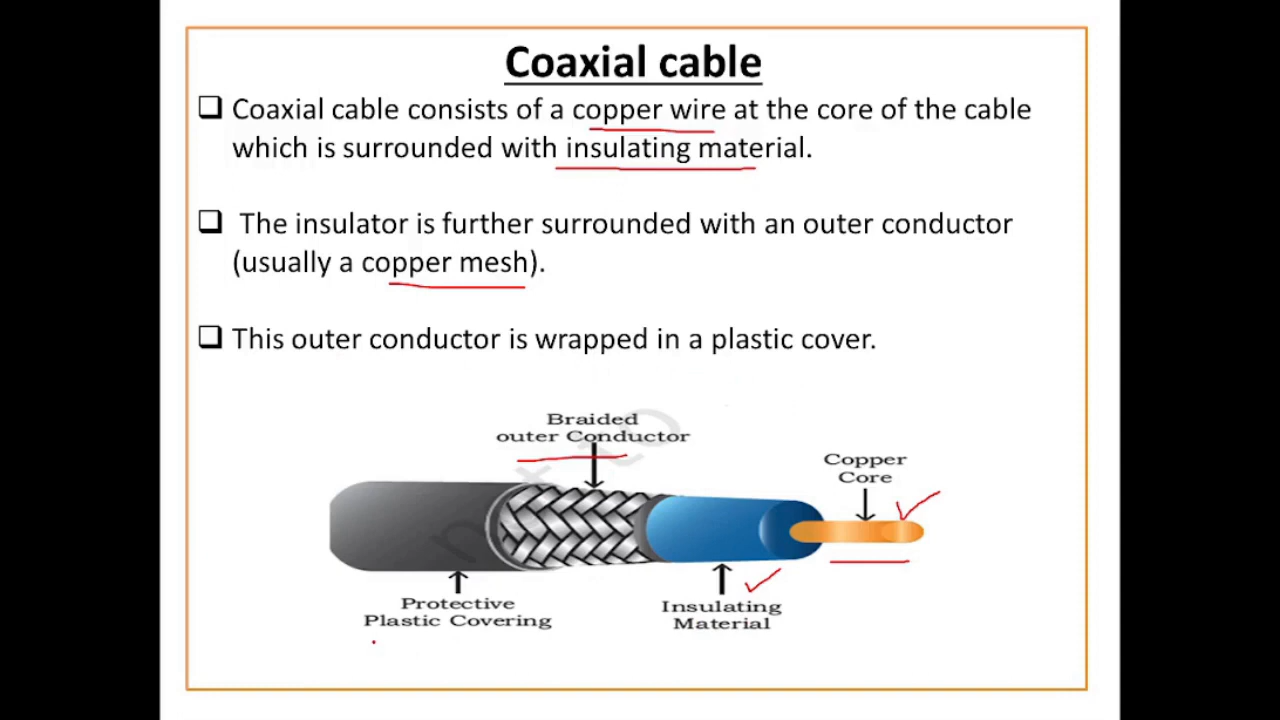 Coaxial cable
❑ Coaxial cable consists of a copper wire at the core of the cable
which is surrounded with insulating material.
❑ The insulator is further surrounded with an outer conductor
(usually a copper mesh).
❑ This outer conductor is wrapped in a plastic cover.
Braided
outer Conductor
Copper
Core
Protective
Plastic Covering
Insulating
Material